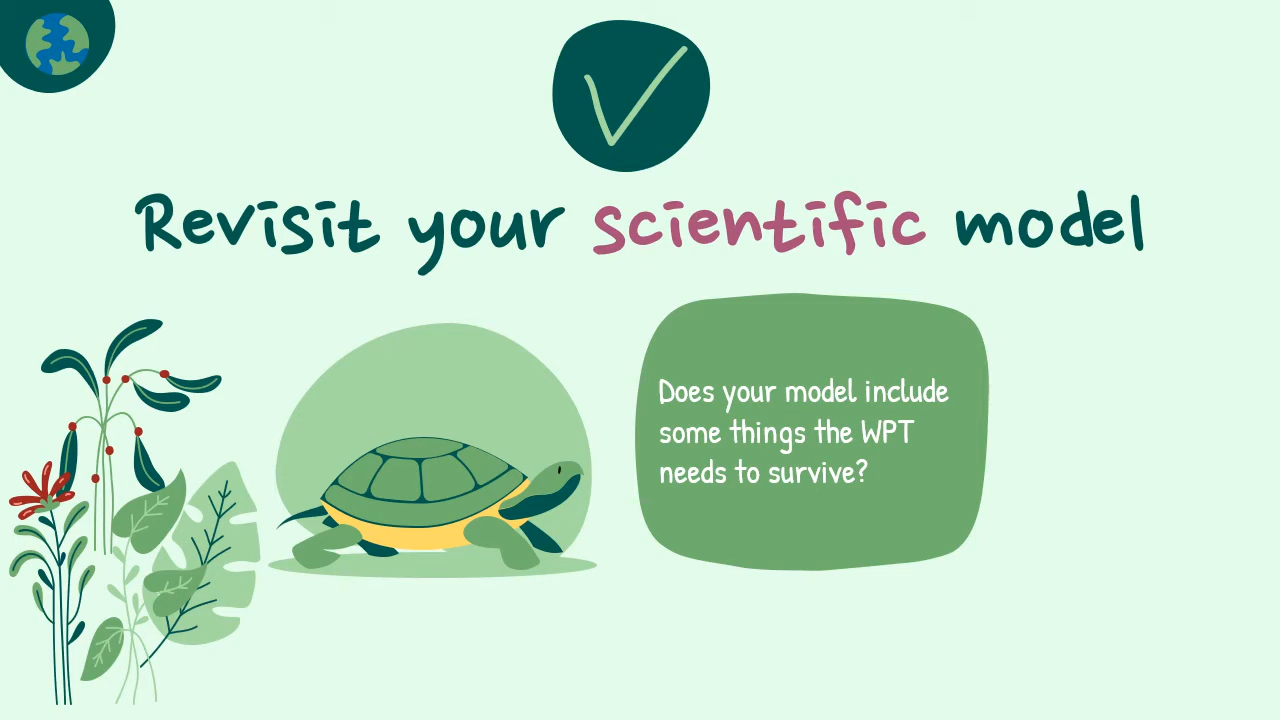 Revisit your scientific model
Does your model include
some things the WPT
needs to survive?